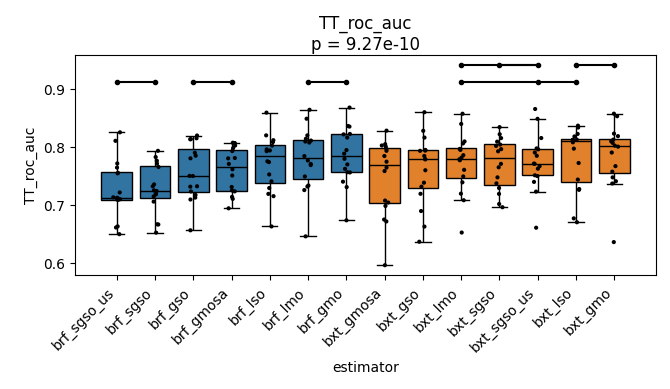 TT_roc_auc
p = 9.27e-10
TT_roc_auc
0.9
0.8
0.7
0.6
brf_sgso_us
brf_sgso
brf_gso
brf_gmosa
brf_lso
brf_lmo
brf_gmo
bxt_gmosa
bxt_gso
bxt_lmo
bxt_sgso
bxt_sgso_us
bxt_lso
bxt_gmo
estimator